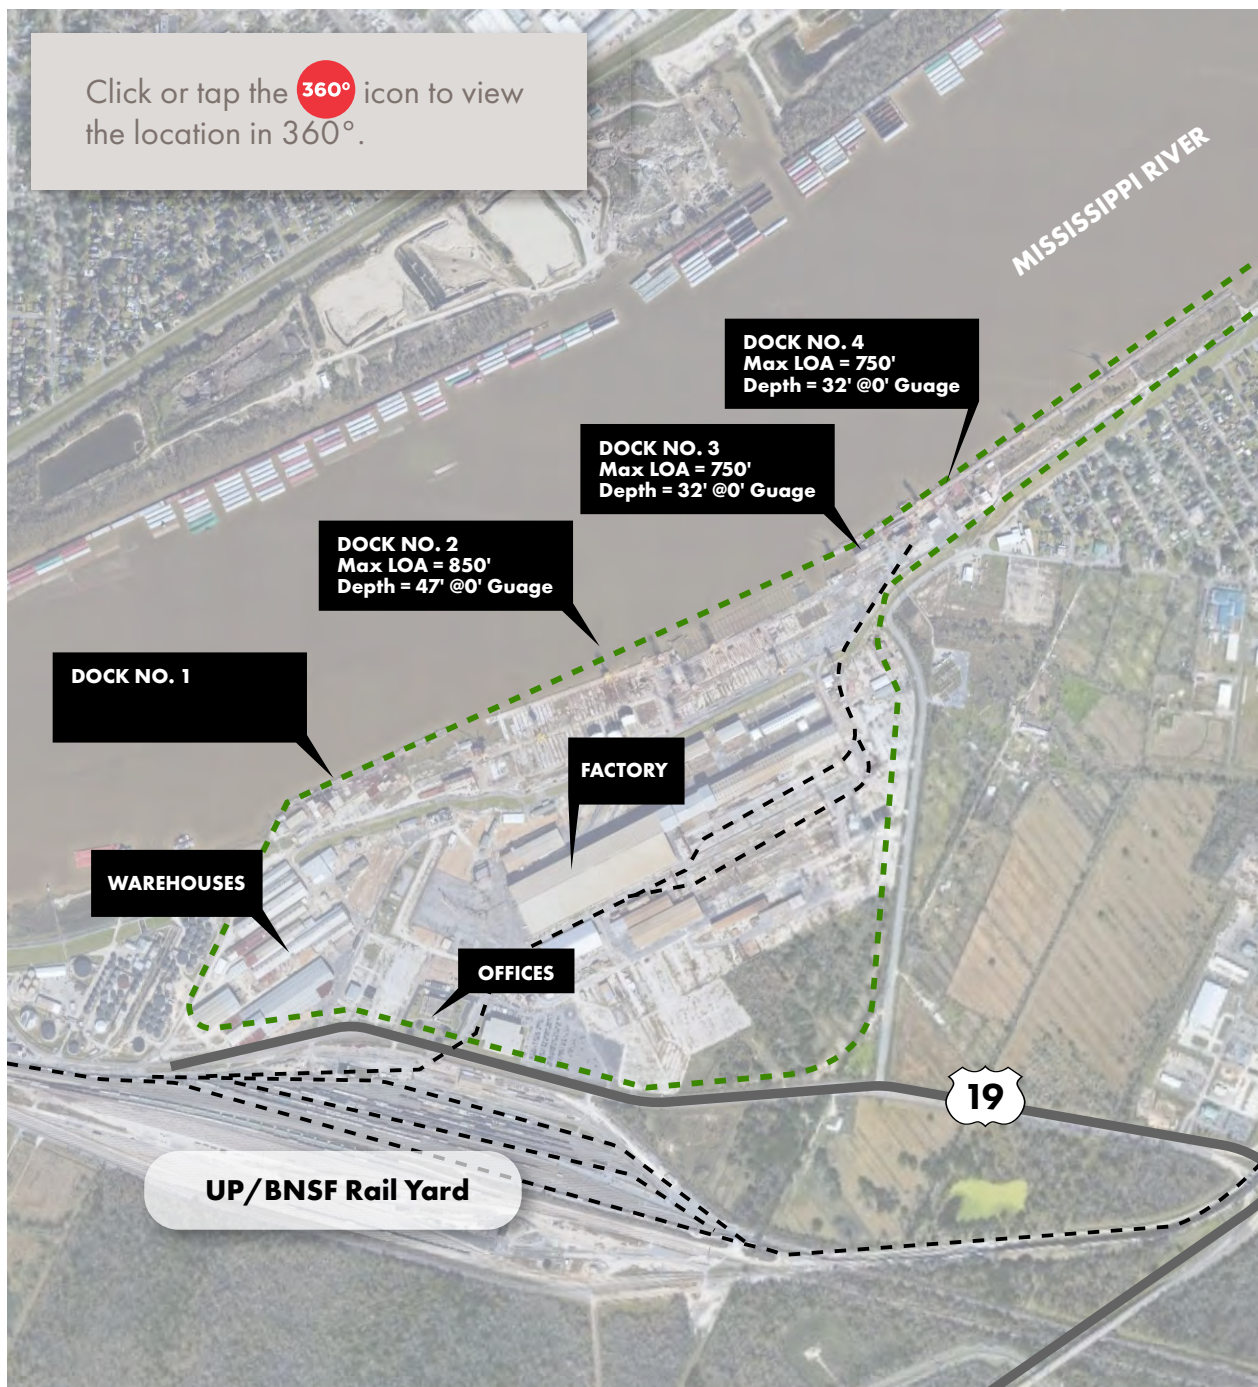 Click or tap the 360° icon to view
the location in 360°.
MISSISSIPPI RIVER
DOCK NO. 4
Max LOA = 750'
Depth = 32' @0' Guage
DOCK NO. 3
Max LOA = 750'
Depth = 32' @0' Guage
DOCK NO. 2
Max LOA = 850'
Depth = 47' @0' Guage
DOCK NO. 1
FACTORY
WAREHOUSES
OFFICES
19
UP/BNSF Rail Yard